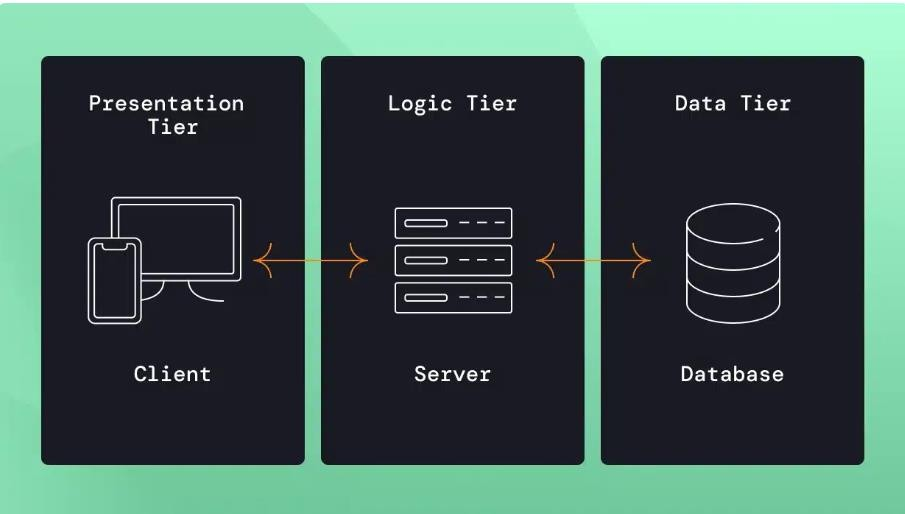 Presentation
Tier
Logic Tier
Data Tier
Client
Server
Database